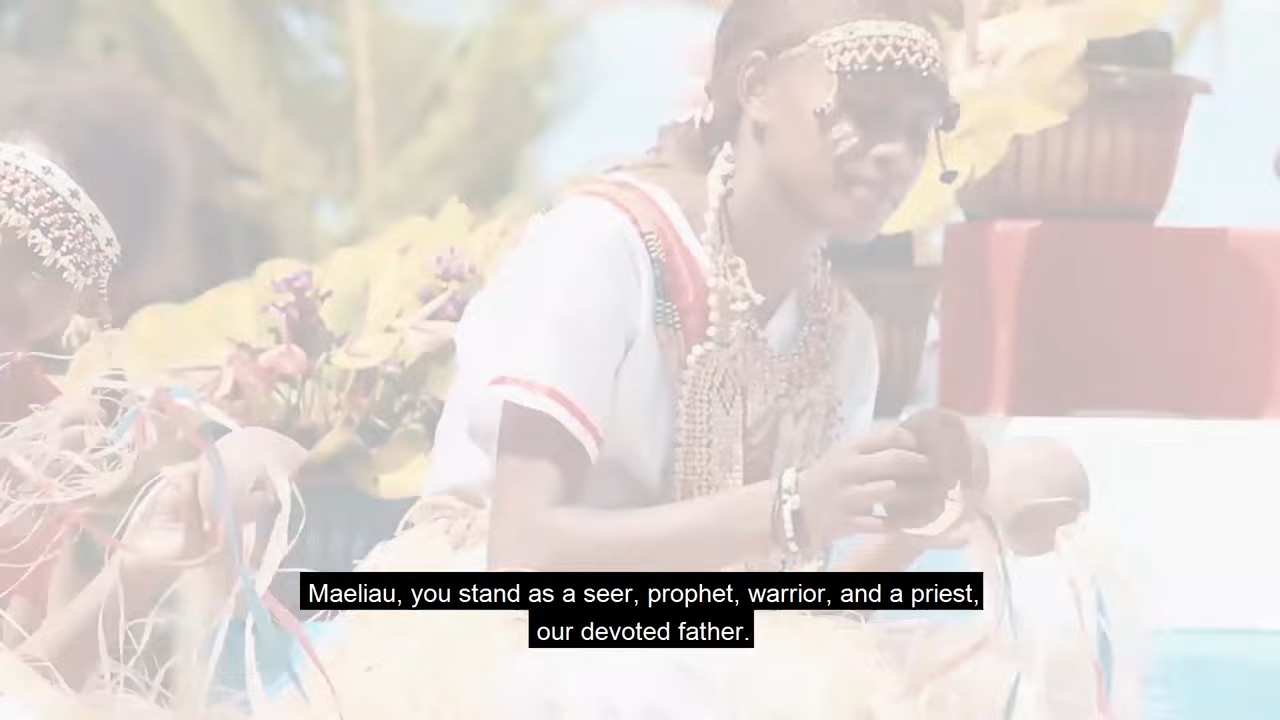 Maeliau, you stand as a seer, prophet, warrior, and a priest,
our devoted father.